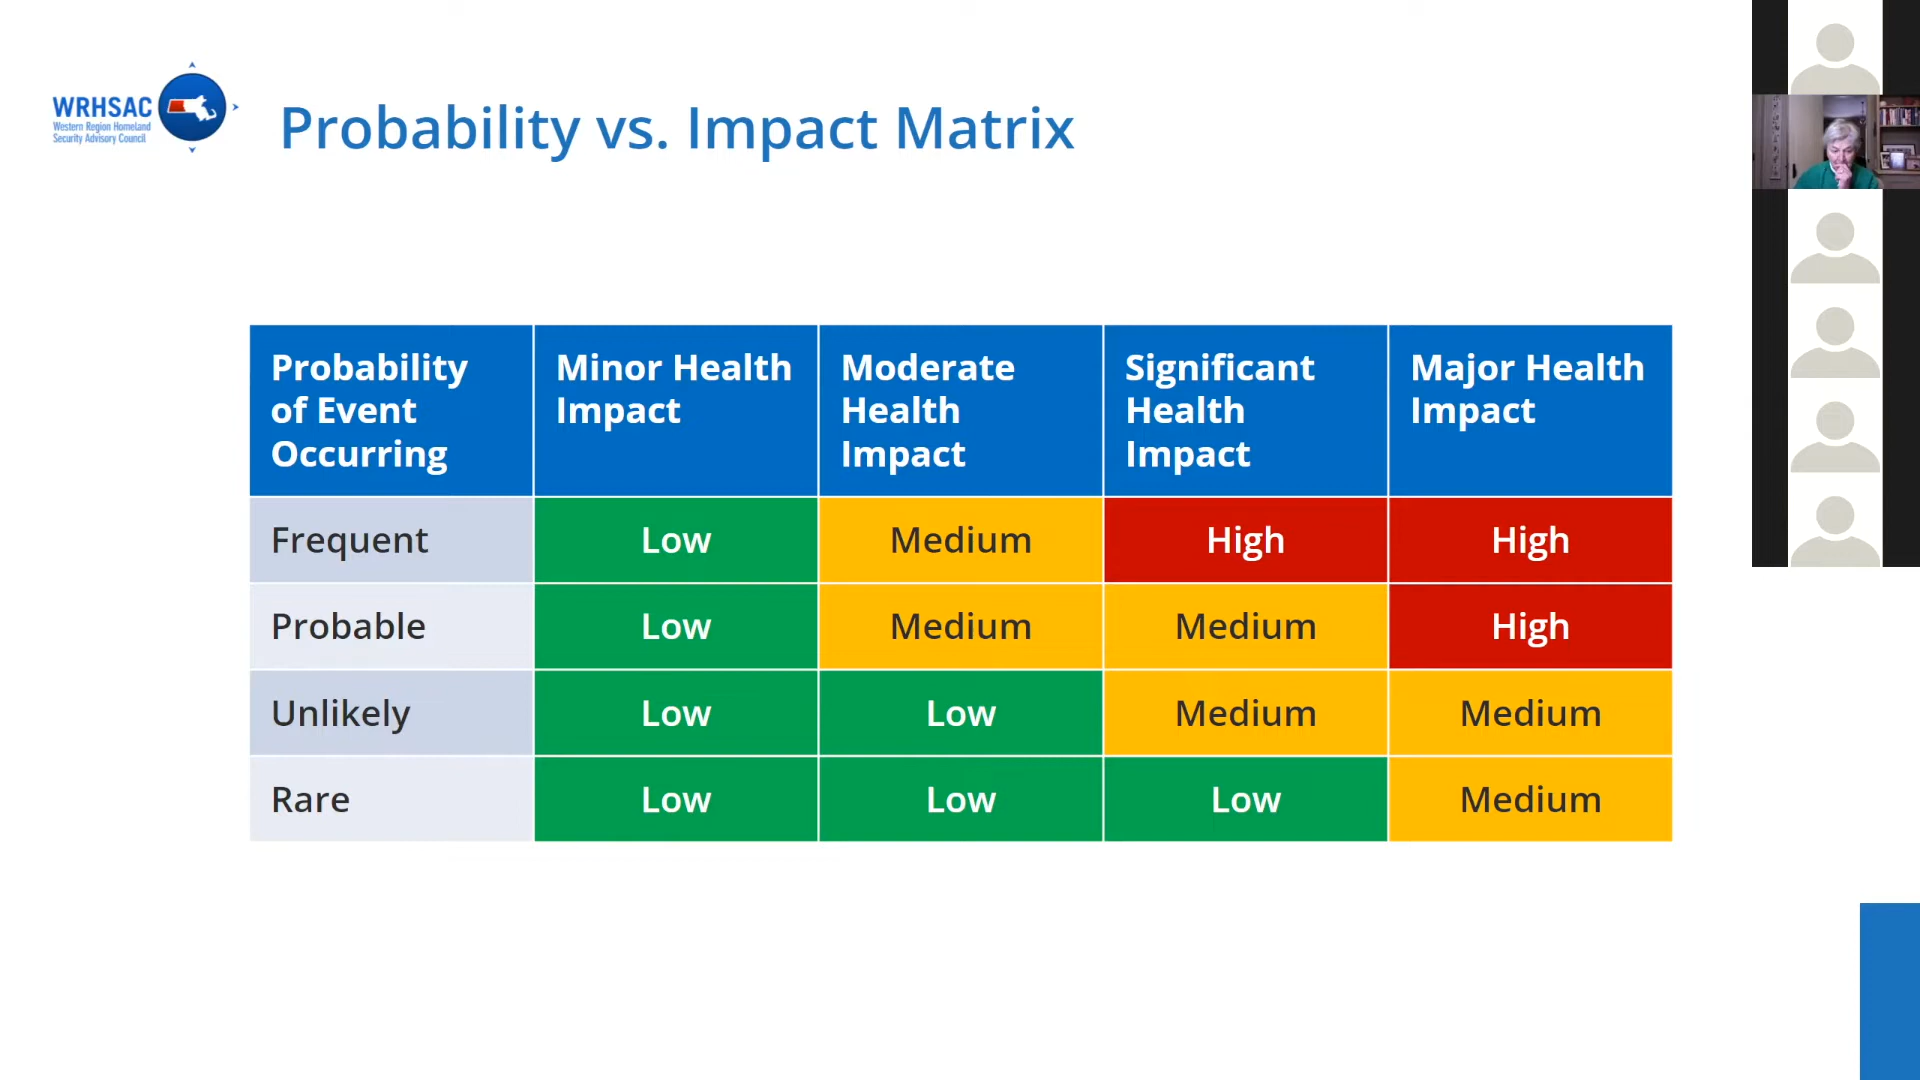 WRHSAC
Western Region Homeland
Security Advisory Council
Probability vs. Impact Matrix
Probability of Event Occurring
Minor Health Impact
Moderate Health Impact
Significant Health Impact
Major Health Impact
Frequent Low Medium High High
Probable Low Medium Medium High
Unlikely Low Low Medium Medium
Rare Low Low Low Medium